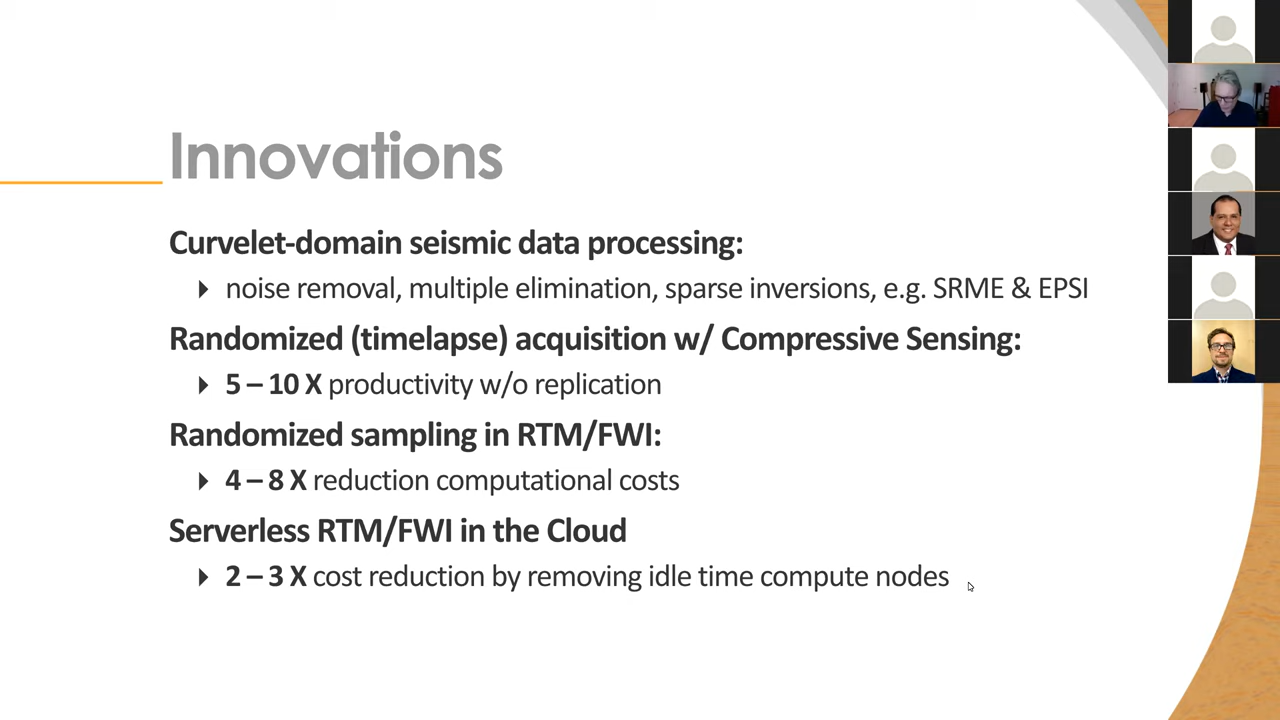 Innovations
Curvelet-domain seismic data processing:
noise removal, multiple elimination, sparse inversions, e.g. SRME & EPSI
Randomized (timelapse) acquisition w/ Compressive Sensing:
5 – 10 X productivity w/o replication
Randomized sampling in RTM/FWI:
4 – 8 X reduction computational costs
Serverless RTM/FWI in the Cloud
2 – 3 X cost reduction by removing idle time compute nodes